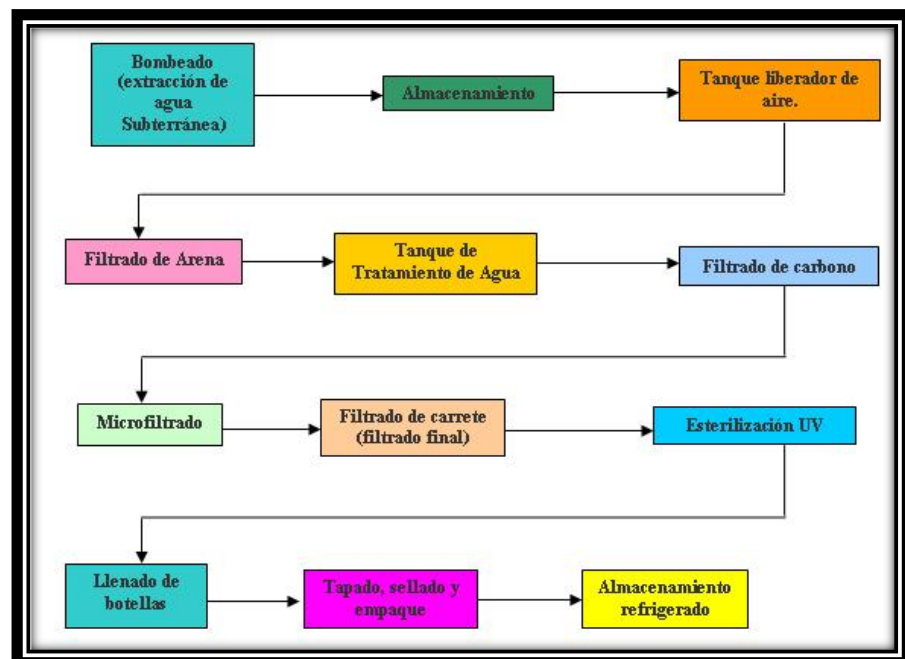 Bombeado
(extracción de
agua
Subterránea)
Almacenamiento
Tanque liberador de
aire.
Filtrado de Arena
Tanque de
Tratamiento de Agua
Filtrado de carbono
Microfiltrado
Filtrado de carrete
(filtrado final)
Esterilización UV
Llenado de
botellas
Tapado, sellado y
empaque
Almacenamiento
refrigerado